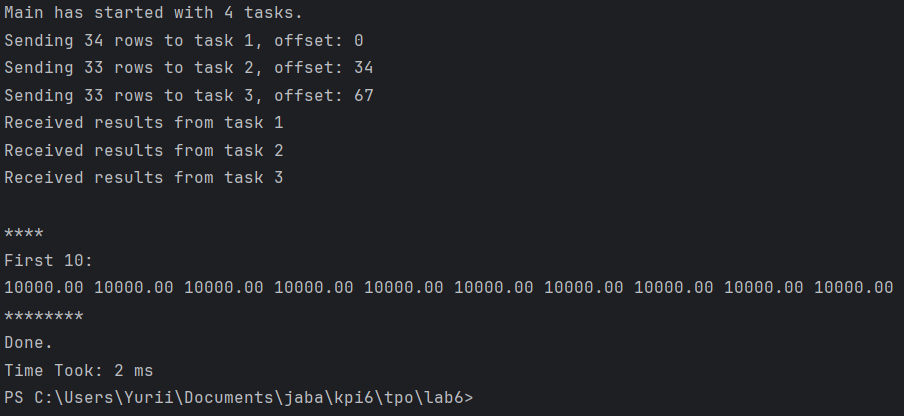 Main has started with 4 tasks.
Sending 34 rows to task 1, offset: 0
Sending 33 rows to task 2, offset: 34
Sending 33 rows to task 3, offset: 67
Received results from task 1
Received results from task 2
Received results from task 3
****
First 10:
10000.00 10000.00 10000.00 10000.00 10000.00 10000.00 10000.00 10000.00 10000.00 10000.00
********
Done.
Time Took: 2 ms
PS C:\Users\Yurii\Documents\jaba\kpi6\tpo\lab6>